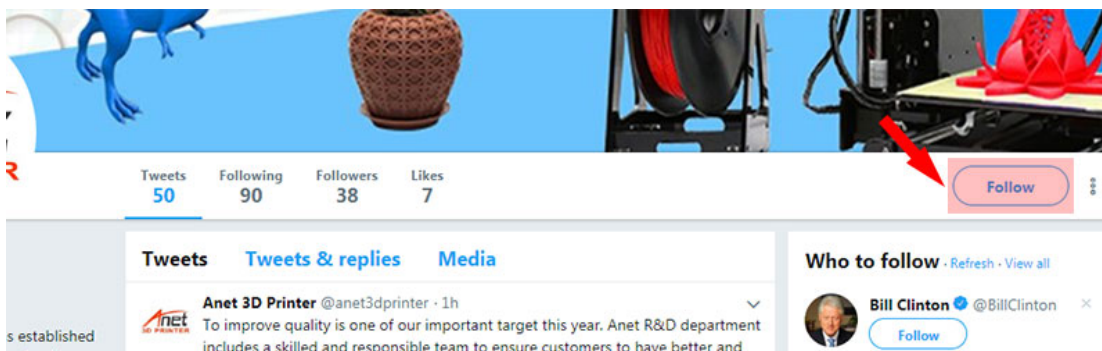 Tweets Following Followers Likes
50 90 38 7
Follow
Tweets Tweets & replies Media
Who to follow · Refresh · View all
Anet 3D Printer @anet3dprinter · 1h
To improve quality is one of our important target this year. Anet R&D department
includes a skilled and responsible team to ensure customers to have better and
Anet
3D PRINTER
s established
Bill Clinton @BillClinton
Follow